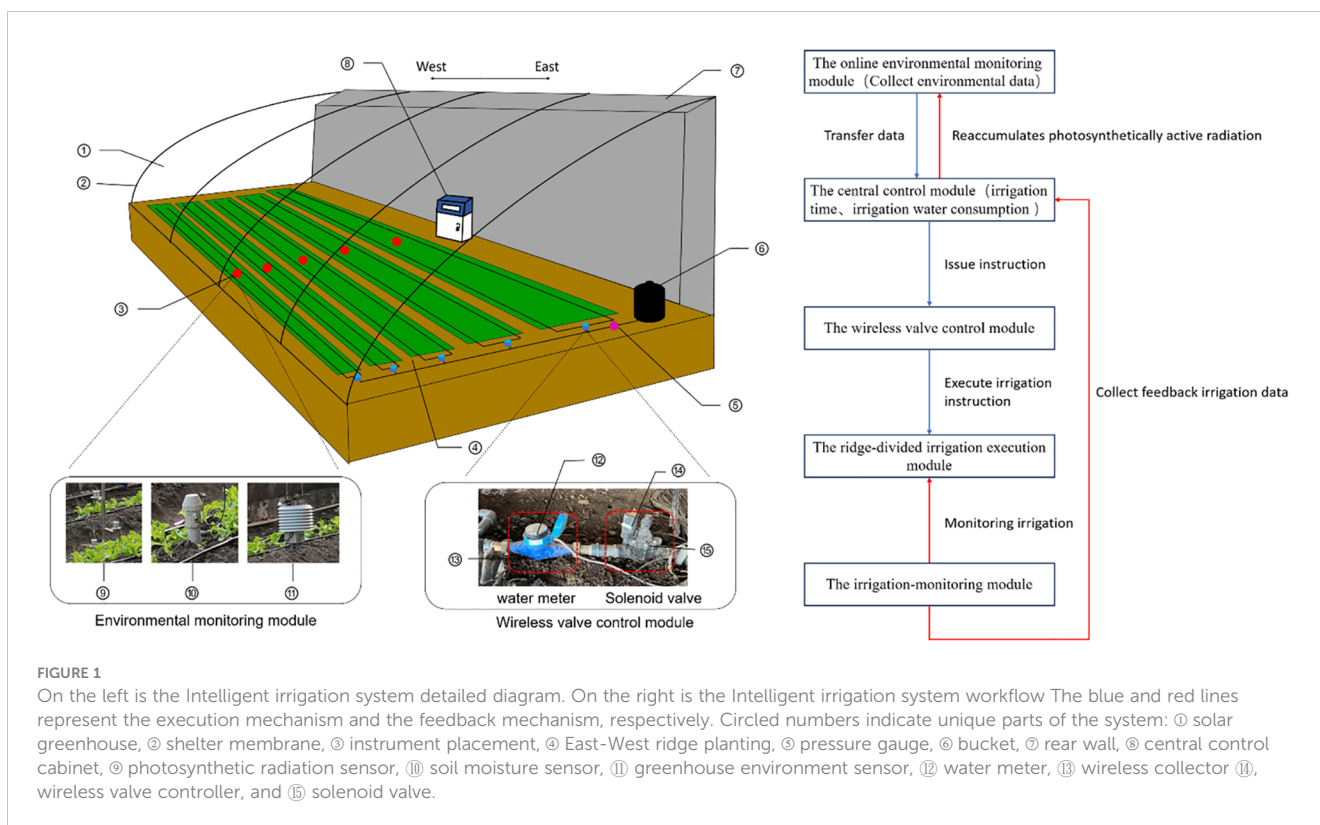 ⑧
West
East
⑦
①
②
⑥
③
⑤
④
⑫
⑭
⑬
⑮
water meter
Solenoid valve
Wireless valve control module
⑨
⑩
⑪
Environmental monitoring module
The online environmental monitoring
module（Collect environmental data）
Transfer data
Reaccumulates photosynthetically active radiation
The central control module（irrigation
time、irrigation water consumption ）
Issue instruction
The wireless valve control module
Execute irrigation
instruction
Collect feedback irrigation data
The ridge-divided irrigation execution
module
Monitoring irrigation
The irrigation-monitoring module
FIGURE 1
On the left is the Intelligent irrigation system detailed diagram. On the right is the Intelligent irrigation system workflow The blue and red lines
represent the execution mechanism and the feedback mechanism, respectively. Circled numbers indicate unique parts of the system: ① solar
greenhouse, ② shelter membrane, ③ instrument placement, ④ East-West ridge planting, ⑤ pressure gauge, ⑥ bucket, ⑦ rear wall, ⑧ central control
cabinet, ⑨ photosynthetic radiation sensor, ⑩ soil moisture sensor, ⑪ greenhouse environment sensor, ⑫ water meter, ⑬ wireless collector ⑭,
wireless valve controller, and ⑮ solenoid valve.